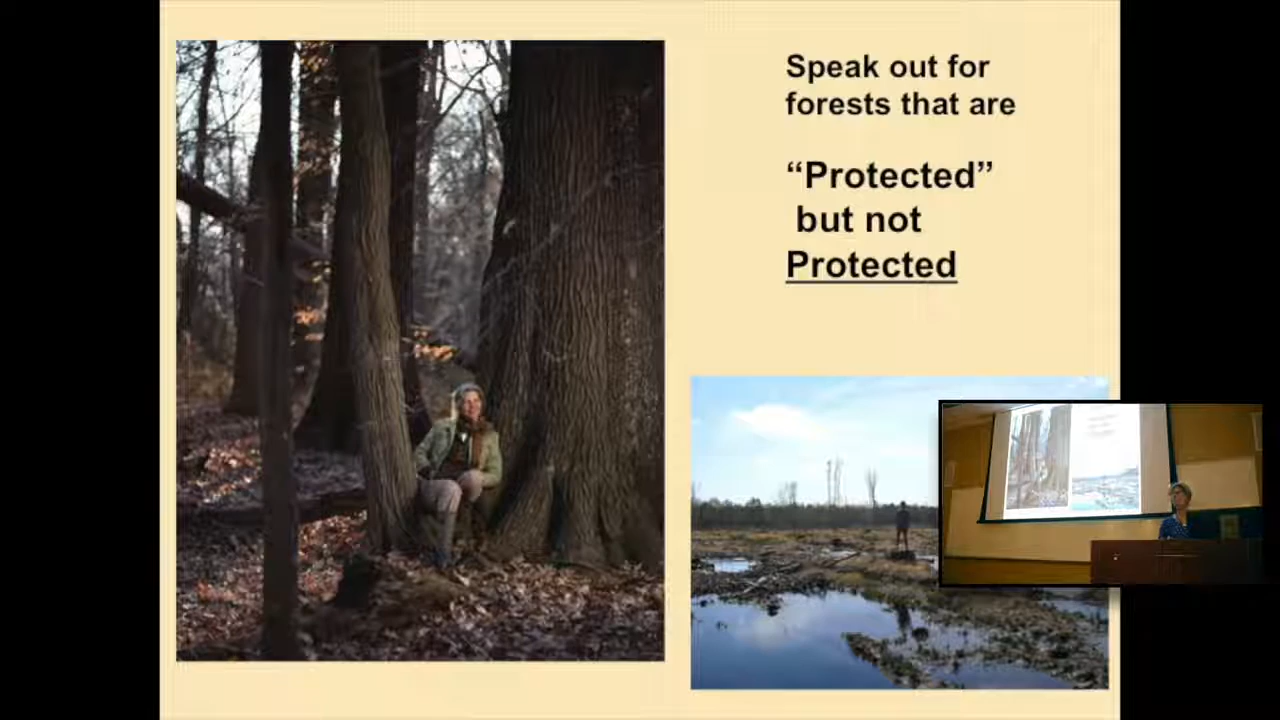 Speak out for
forests that are
“Protected”
but not
Protected